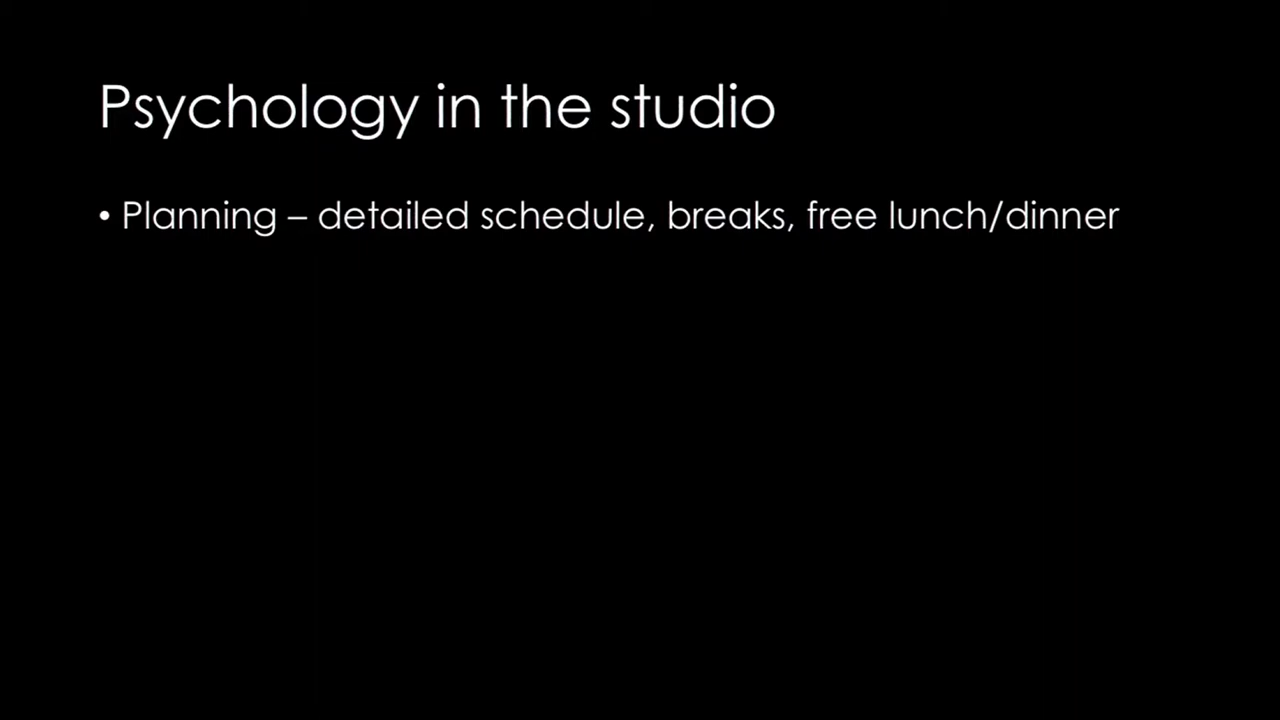 Psychology in the studio
• Planning – detailed schedule, breaks, free lunch/dinner